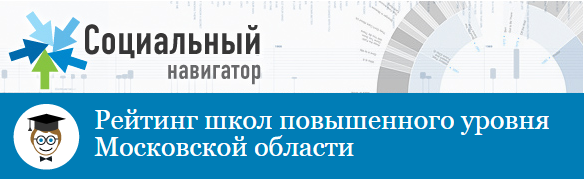 Социальный
навигатор
Рейтинг школ повышенного уровня
Московской области